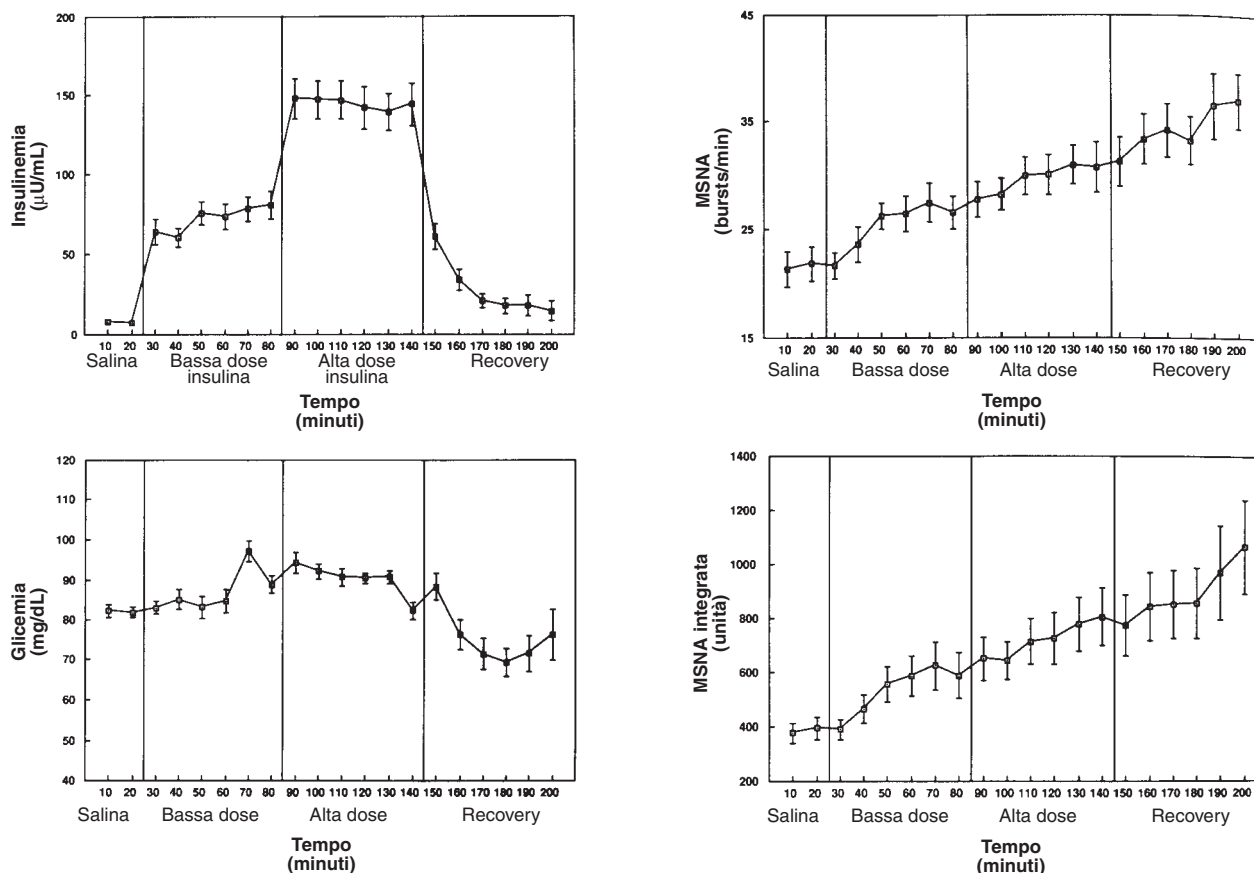 200
150
100
50
0
Insulinemia
(µU/mL)
10 20 30 40 50 60 70 80 90 100 110 120 130 140 150 160 170 180 190 200
Salina Bassa dose insulina Alta dose insulina Recovery
Tempo
(minuti)
45
35
25
15
MSNA
(bursts/min)
10 20 30 40 50 60 70 80 90 100 110 120 130 140 150 160 170 180 190 200
Salina Bassa dose Alta dose Recovery
Tempo
(minuti)
120
110
100
90
80
70
60
50
40
Glicemia
(mg/dL)
10 20 30 40 50 60 70 80 90 100 110 120 130 140 150 160 170 180 190 200
Salina Bassa dose Alta dose Recovery
Tempo
(minuti)
1400
1200
1000
800
600
400
200
MSNA integrata
(unità)
10 20 30 40 50 60 70 80 90 100 110 120 130 140 150 160 170 180 190 200
Salina Bassa dose Alta dose Recovery
Tempo
(minuti)